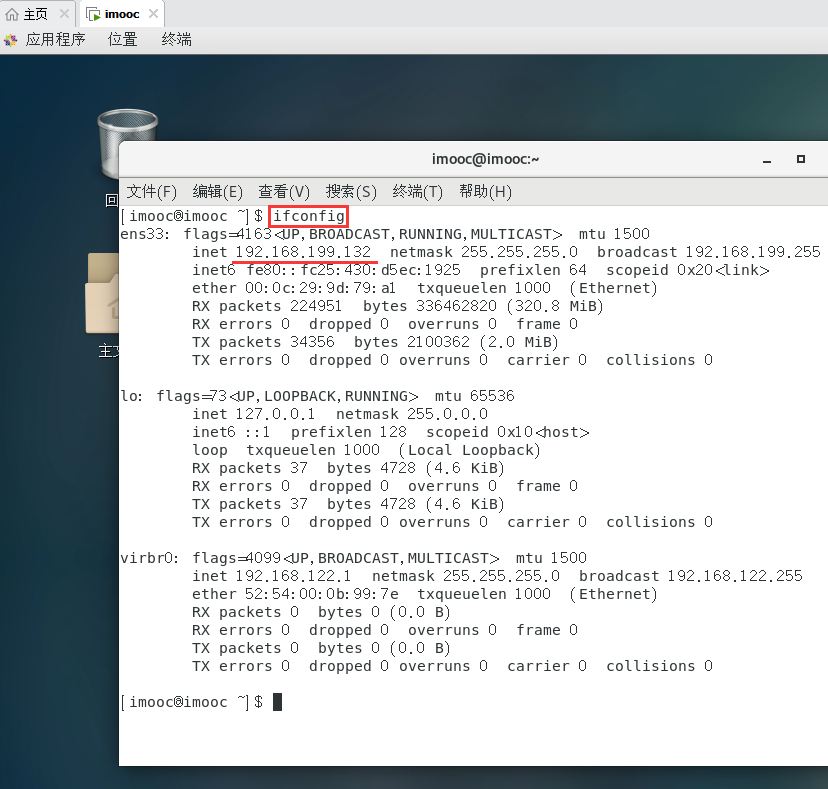 主页
imooc
应用程序 位置 终端
imooc@imooc:~
回
文件(F) 编辑(E) 查看(V) 搜索(S) 终端(T) 帮助(H)
[imooc@imooc ~]$ ifconfig
ens33: flags=4163<UP,BROADCAST,RUNNING,MULTICAST> mtu 1500
inet 192.168.199.132 netmask 255.255.255.0 broadcast 192.168.199.255
inet6 fe80::fc25:430:d5ec:1925 prefixlen 64 scopeid 0x20<link>
ether 00:0c:29:9d:79:a1 txqueuelen 1000 (Ethernet)
RX packets 224951 bytes 336462820 (320.8 MiB)
RX errors 0 dropped 0 overruns 0 frame 0
TX packets 34356 bytes 2100362 (2.0 MiB)
TX errors 0 dropped 0 overruns 0 carrier 0 collisions 0
主文
lo: flags=73<UP,LOOPBACK,RUNNING> mtu 65536
inet 127.0.0.1 netmask 255.0.0.0
inet6 ::1 prefixlen 128 scopeid 0x10<host>
loop txqueuelen 1000 (Local Loopback)
RX packets 37 bytes 4728 (4.6 KiB)
RX errors 0 dropped 0 overruns 0 frame 0
TX packets 37 bytes 4728 (4.6 KiB)
TX errors 0 dropped 0 overruns 0 carrier 0 collisions 0
virbr0: flags=4099<UP,BROADCAST,MULTICAST> mtu 1500
inet 192.168.122.1 netmask 255.255.255.0 broadcast 192.168.122.255
ether 52:54:00:0b:99:7e txqueuelen 1000 (Ethernet)
RX packets 0 bytes 0 (0.0 B)
RX errors 0 dropped 0 overruns 0 frame 0
TX packets 0 bytes 0 (0.0 B)
TX errors 0 dropped 0 overruns 0 carrier 0 collisions 0
[imooc@imooc ~]$